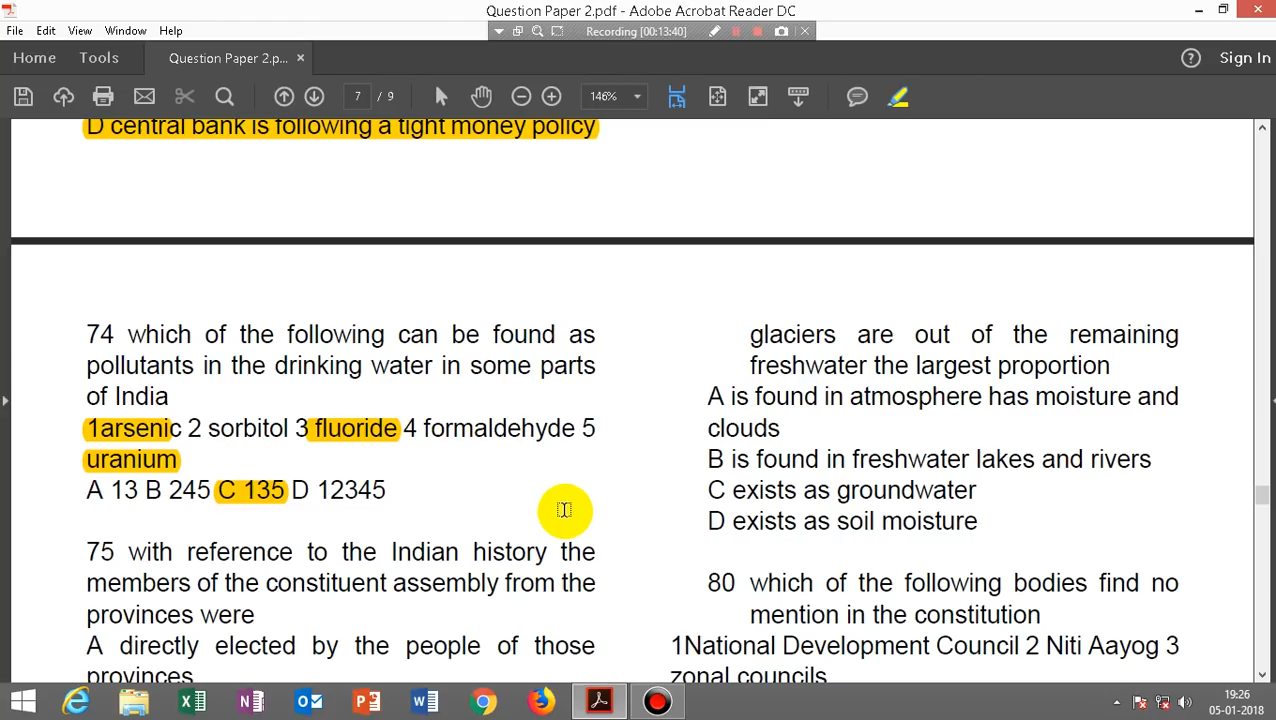 Question Paper 2.pdf - Adobe Acrobat Reader DC
File Edit View Window Help
Recording [00:13:40]
Home Tools Question Paper 2.p... × Sign In
7 / 9 146%
D central bank is following a tight money policy
74 which of the following can be found as
pollutants in the drinking water in some parts
of India
1arsenic 2 sorbitol 3 fluoride 4 formaldehyde 5
uranium
A 13 B 245 C 135 D 12345
75 with reference to the Indian history the
members of the constituent assembly from the
provinces were
A directly elected by the people of those
provinces
glaciers are out of the remaining
freshwater the largest proportion
A is found in atmosphere has moisture and
clouds
B is found in freshwater lakes and rivers
C exists as groundwater
D exists as soil moisture
80 which of the following bodies find no
mention in the constitution
1National Development Council 2 Niti Aayog 3
zonal councils
19:26
05-01-2018